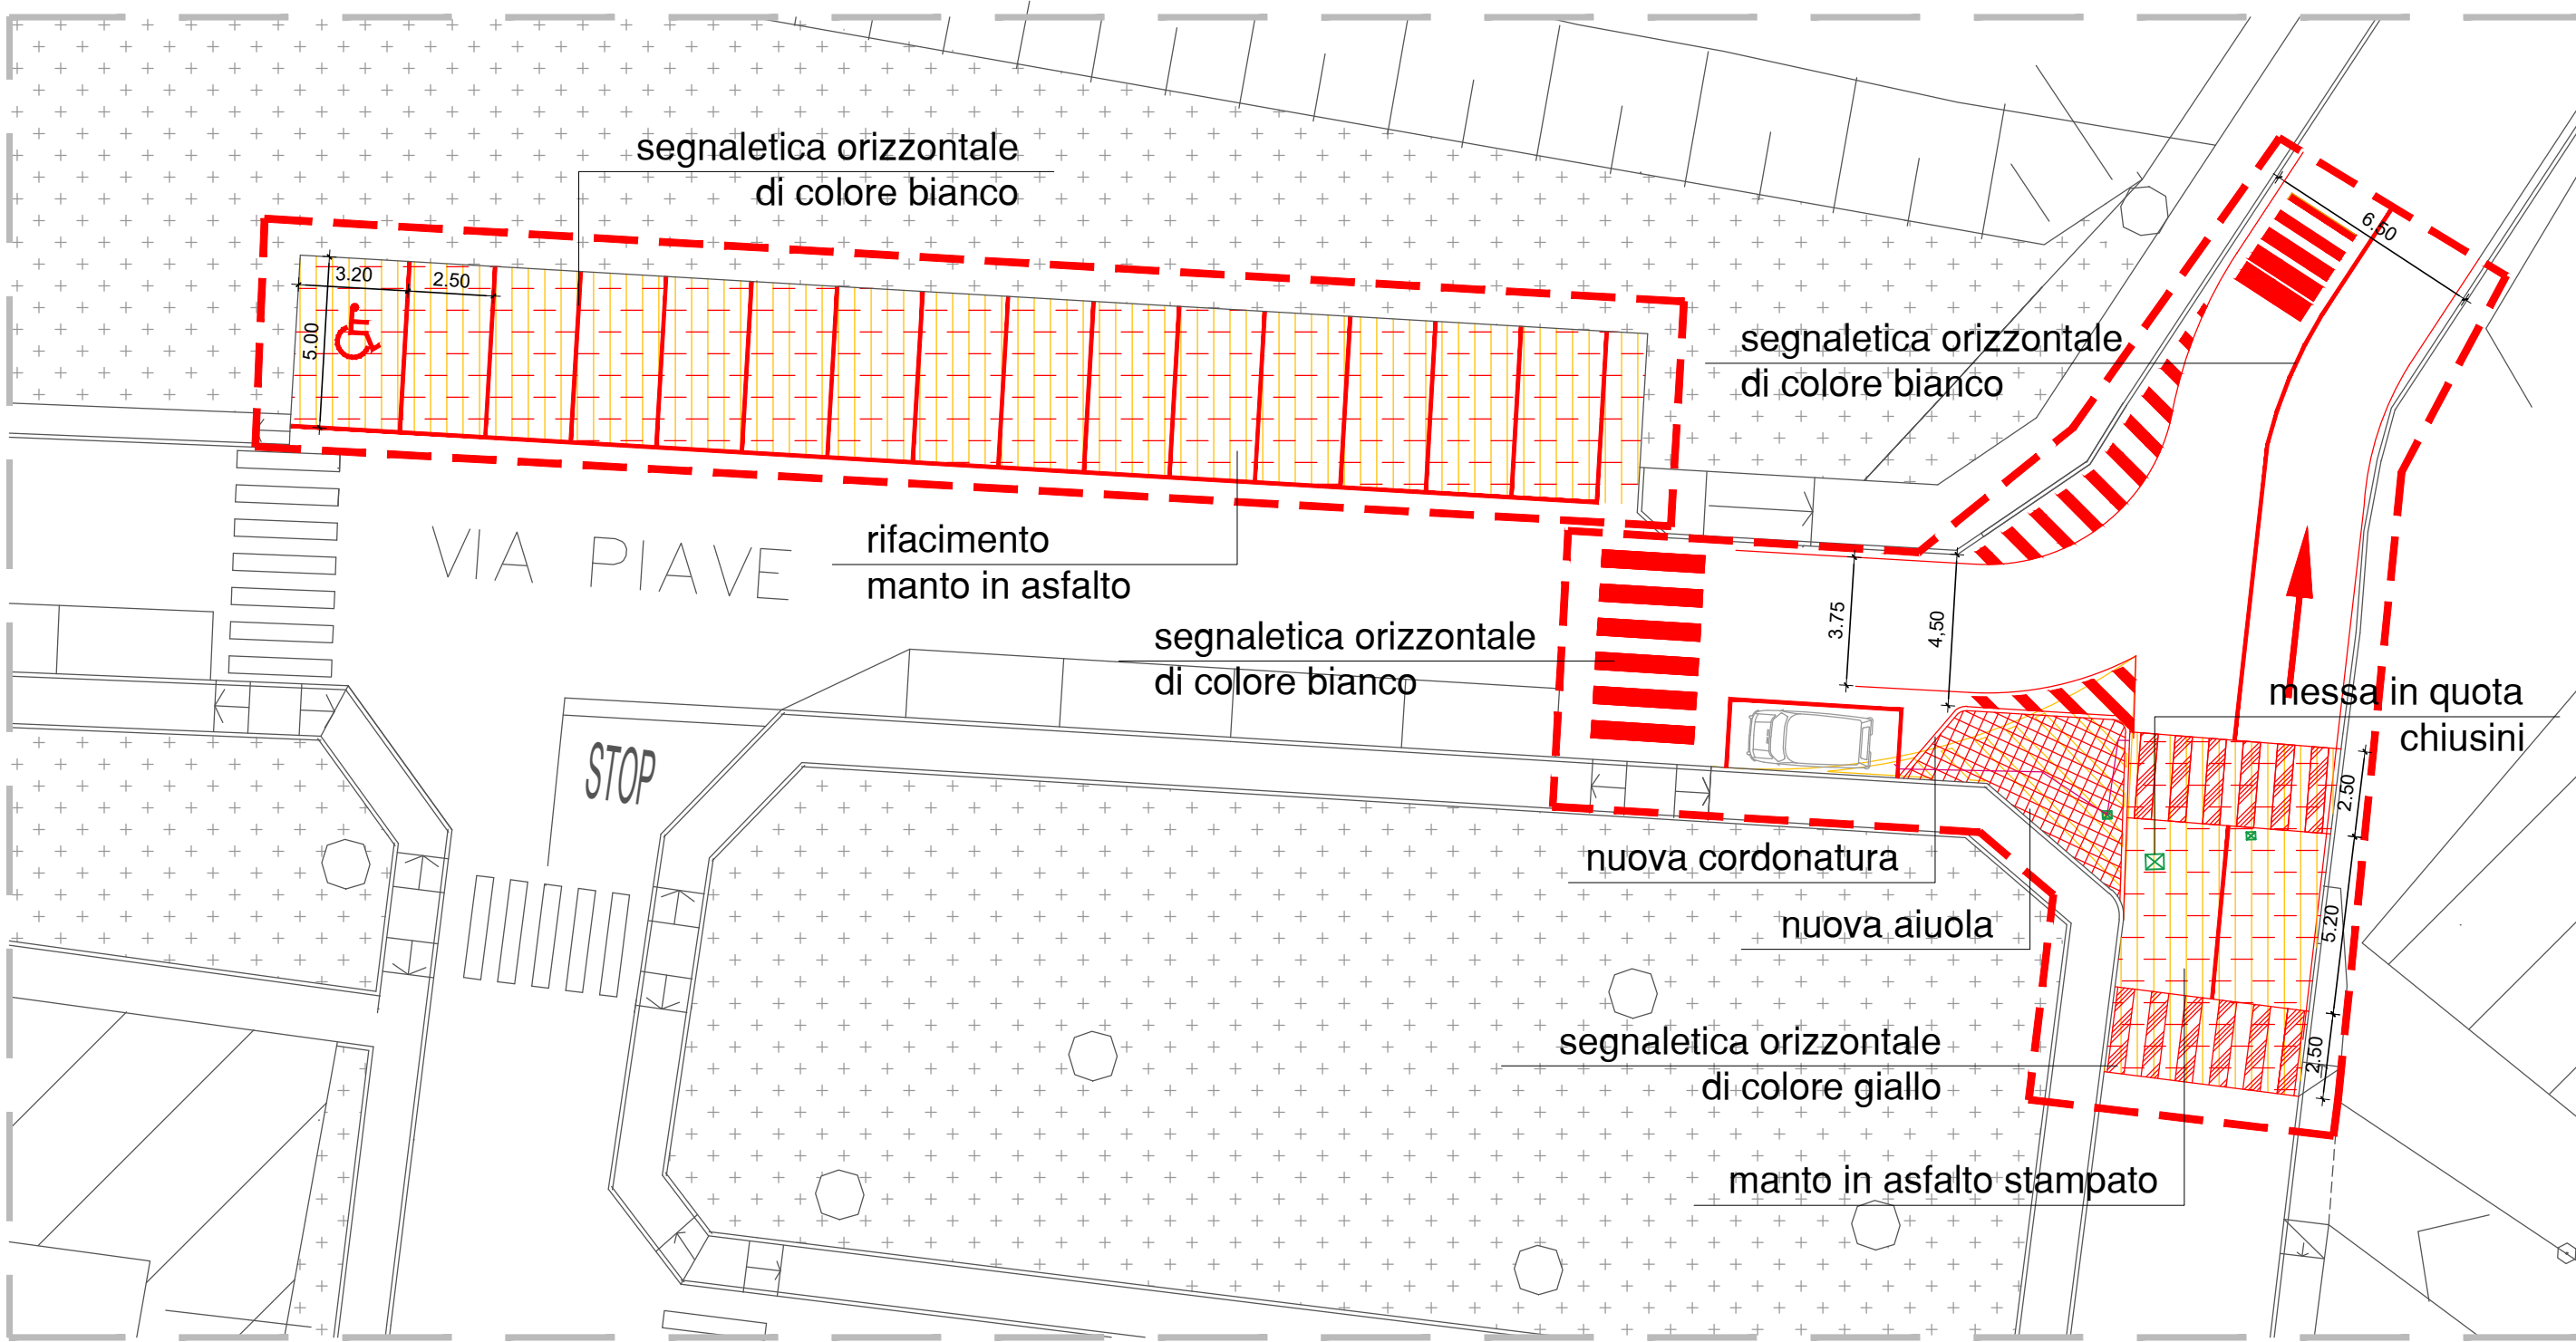 segnaletica orizzontale
di colore bianco
3.20
2.50
5.00
6.50
segnaletica orizzontale
di colore bianco
VIA PIAVE
rifacimento
manto in asfalto
3.75
4,50
segnaletica orizzontale
di colore bianco
STOP
messa in quota
chiusini
2.50
nuova cordonatura
nuova aiuola
5.20
segnaletica orizzontale
di colore giallo
2.50
manto in asfalto stampato